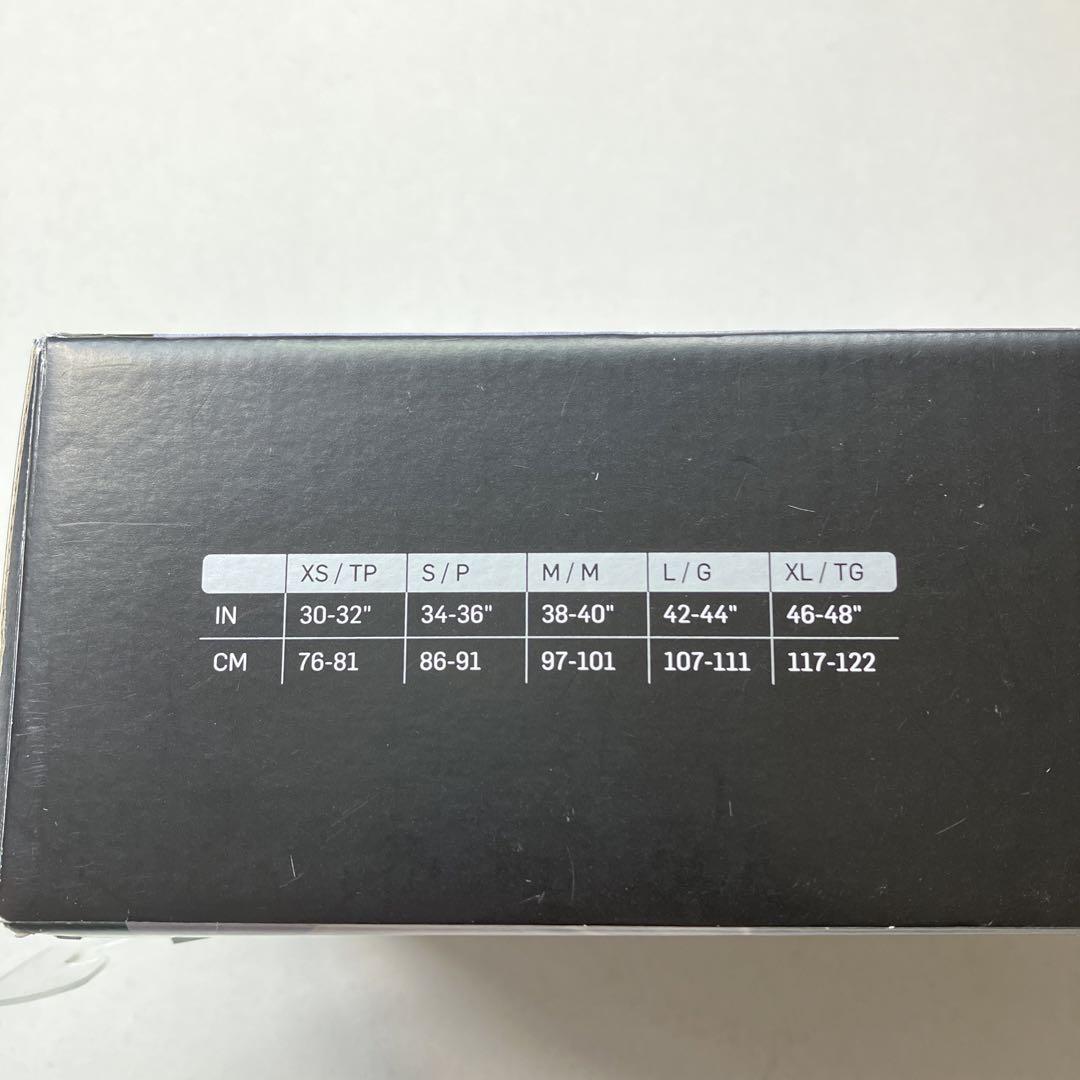 XS / TP S / P M / M L / G XL / TG
IN 30-32" 34-36" 38-40" 42-44" 46-48"
CM 76-81 86-91 97-101 107-111 117-122